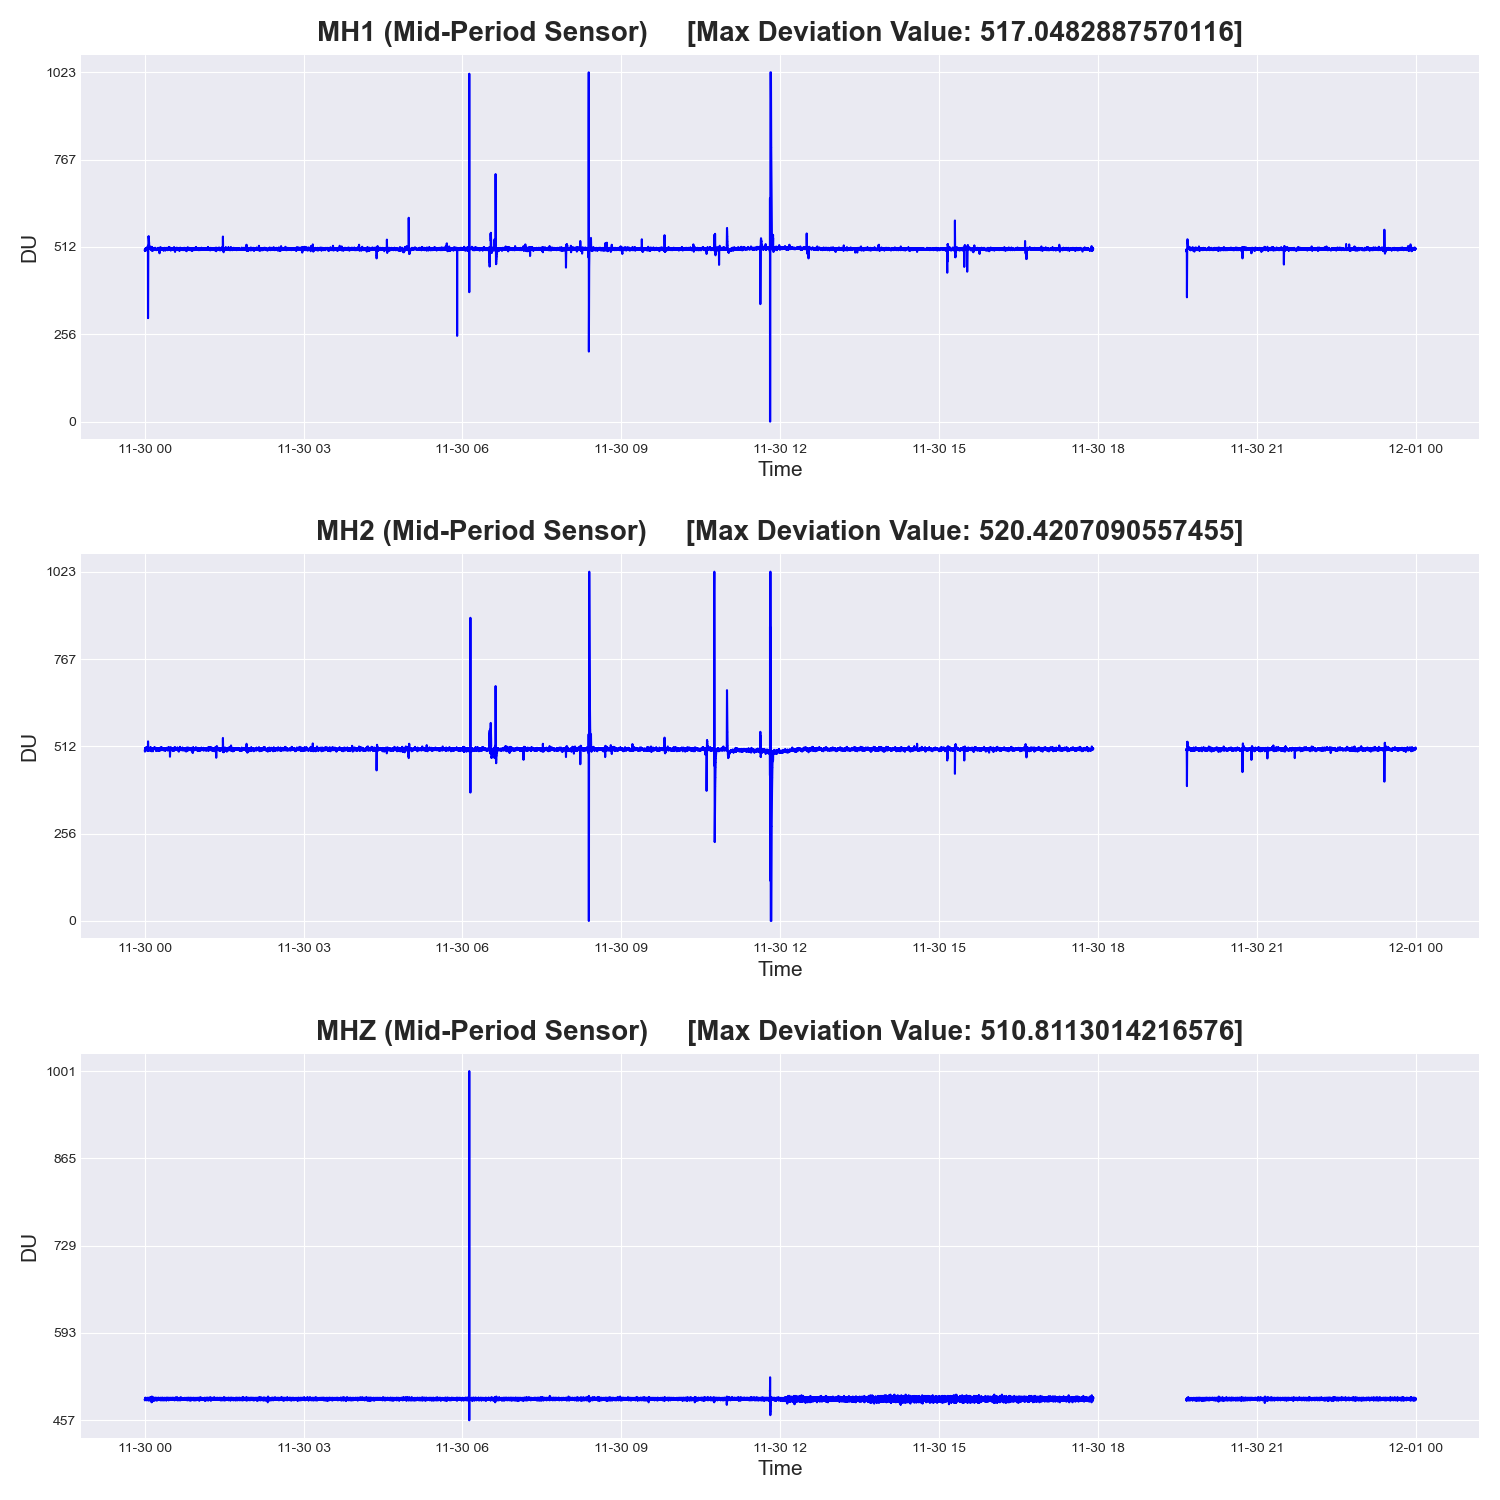 MH1 (Mid-Period Sensor) [Max Deviation Value: 517.0482887570116]
1023
767
512
256
0
DU
11-30 00 11-30 03 11-30 06 11-30 09 11-30 12 11-30 15 11-30 18 11-30 21 12-01 00
Time
MH2 (Mid-Period Sensor) [Max Deviation Value: 520.4207090557455]
1023
767
512
256
0
DU
11-30 00 11-30 03 11-30 06 11-30 09 11-30 12 11-30 15 11-30 18 11-30 21 12-01 00
Time
MHZ (Mid-Period Sensor) [Max Deviation Value: 510.8113014216576]
1001
865
729
593
457
DU
11-30 00 11-30 03 11-30 06 11-30 09 11-30 12 11-30 15 11-30 18 11-30 21 12-01 00
Time